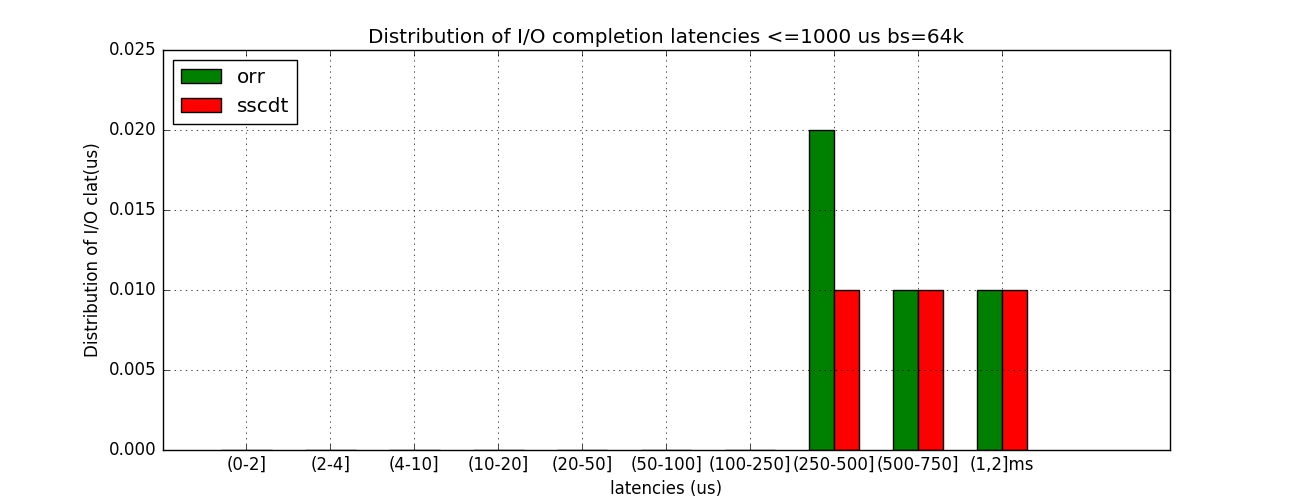 Distribution of I/O completion latencies <=1000 us bs=64k
0.025
0.020
0.015
0.010
0.005
0.000
Distribution of I/O clat(us)
orr
sscdt
(0-2] (2-4] (4-10] (10-20] (20-50] (50-100] (100-250] (250-500] (500-750] (1,2]ms
latencies (us)